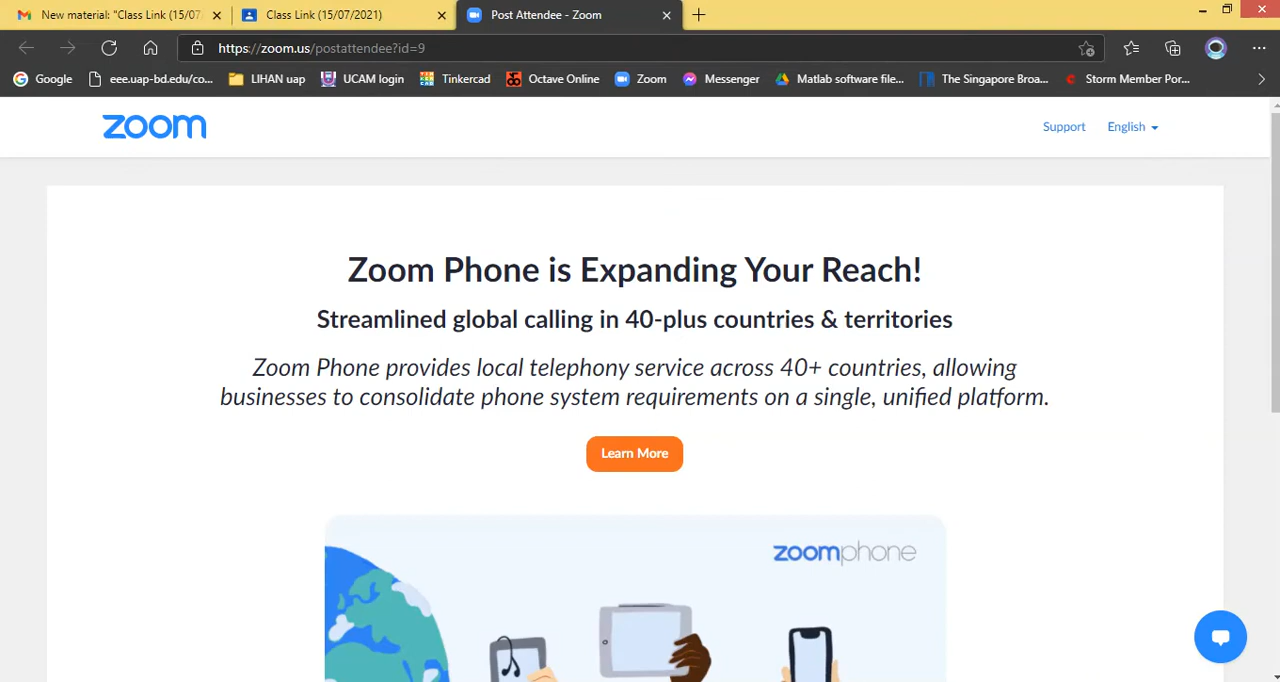 New material: "Class Link (15/07/
Class Link (15/07/2021)
Post Attendee - Zoom
https://zoom.us/postattendee?id=9
Google
eee.uap-bd.edu/co...
LIHAN uap
UCAM login
Tinkercad
Octave Online
Zoom
Messenger
Matlab software file...
The Singapore Broa...
Storm Member Por...
zoom
Support
English
Zoom Phone is Expanding Your Reach!
Streamlined global calling in 40-plus countries & territories
Zoom Phone provides local telephony service across 40+ countries, allowing
businesses to consolidate phone system requirements on a single, unified platform.
Learn More
zoomphone